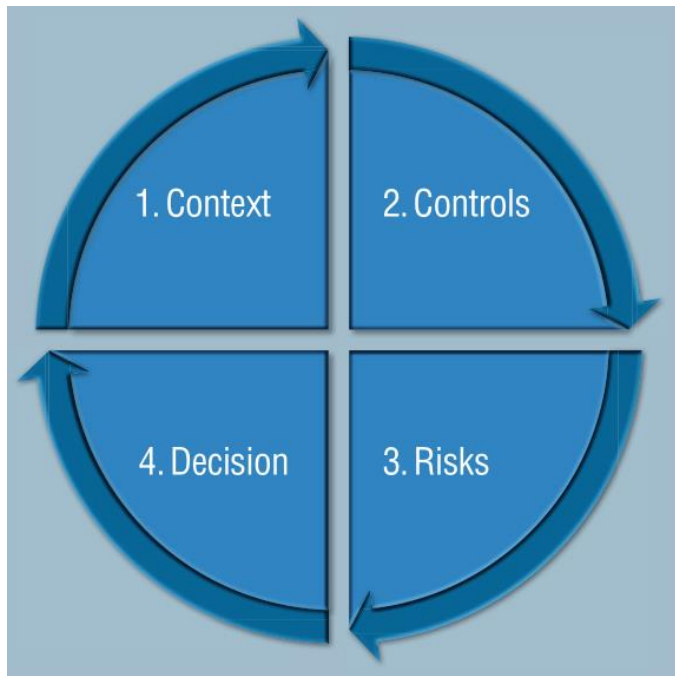 1. Context
2. Controls
3. Risks
4. Decision